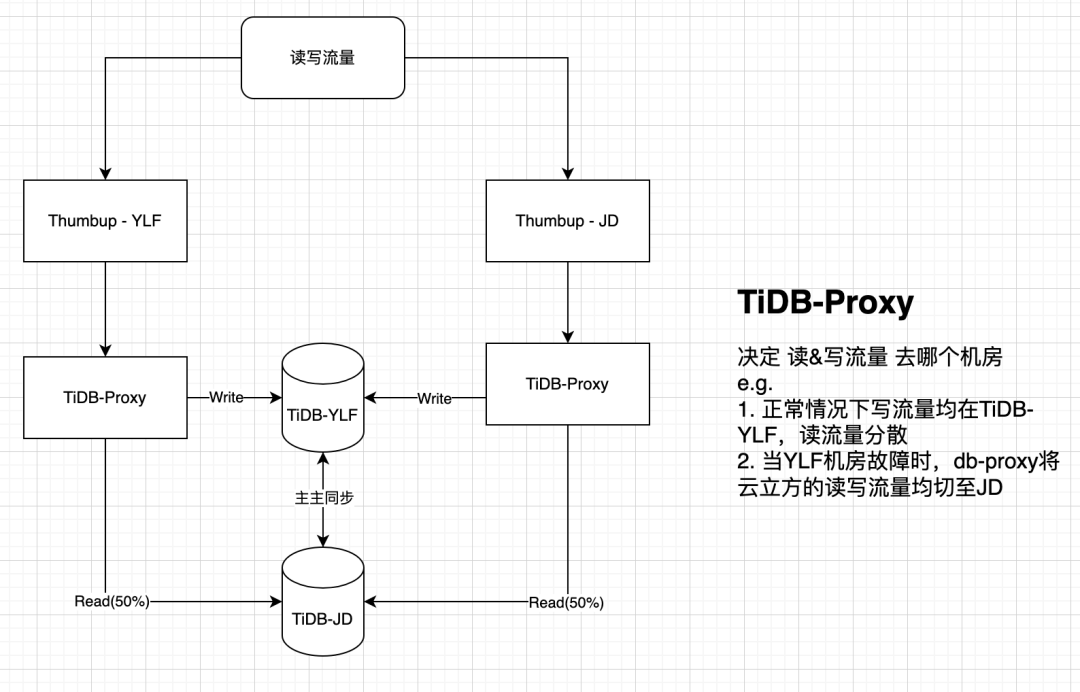 读写流量
Thumbup - YLF
Thumbup - JD
TiDB-Proxy
Write
TiDB-YLF
Write
TiDB-Proxy
主主同步
Read(50%)
TiDB-JD
Read(50%)
TiDB-Proxy
决定 读&写流量 去哪个机房
e.g.
1. 正常情况下写流量均在TiDB-
YLF，读流量分散
2. 当YLF机房故障时，db-proxy将
云立方的读写流量均切至JD